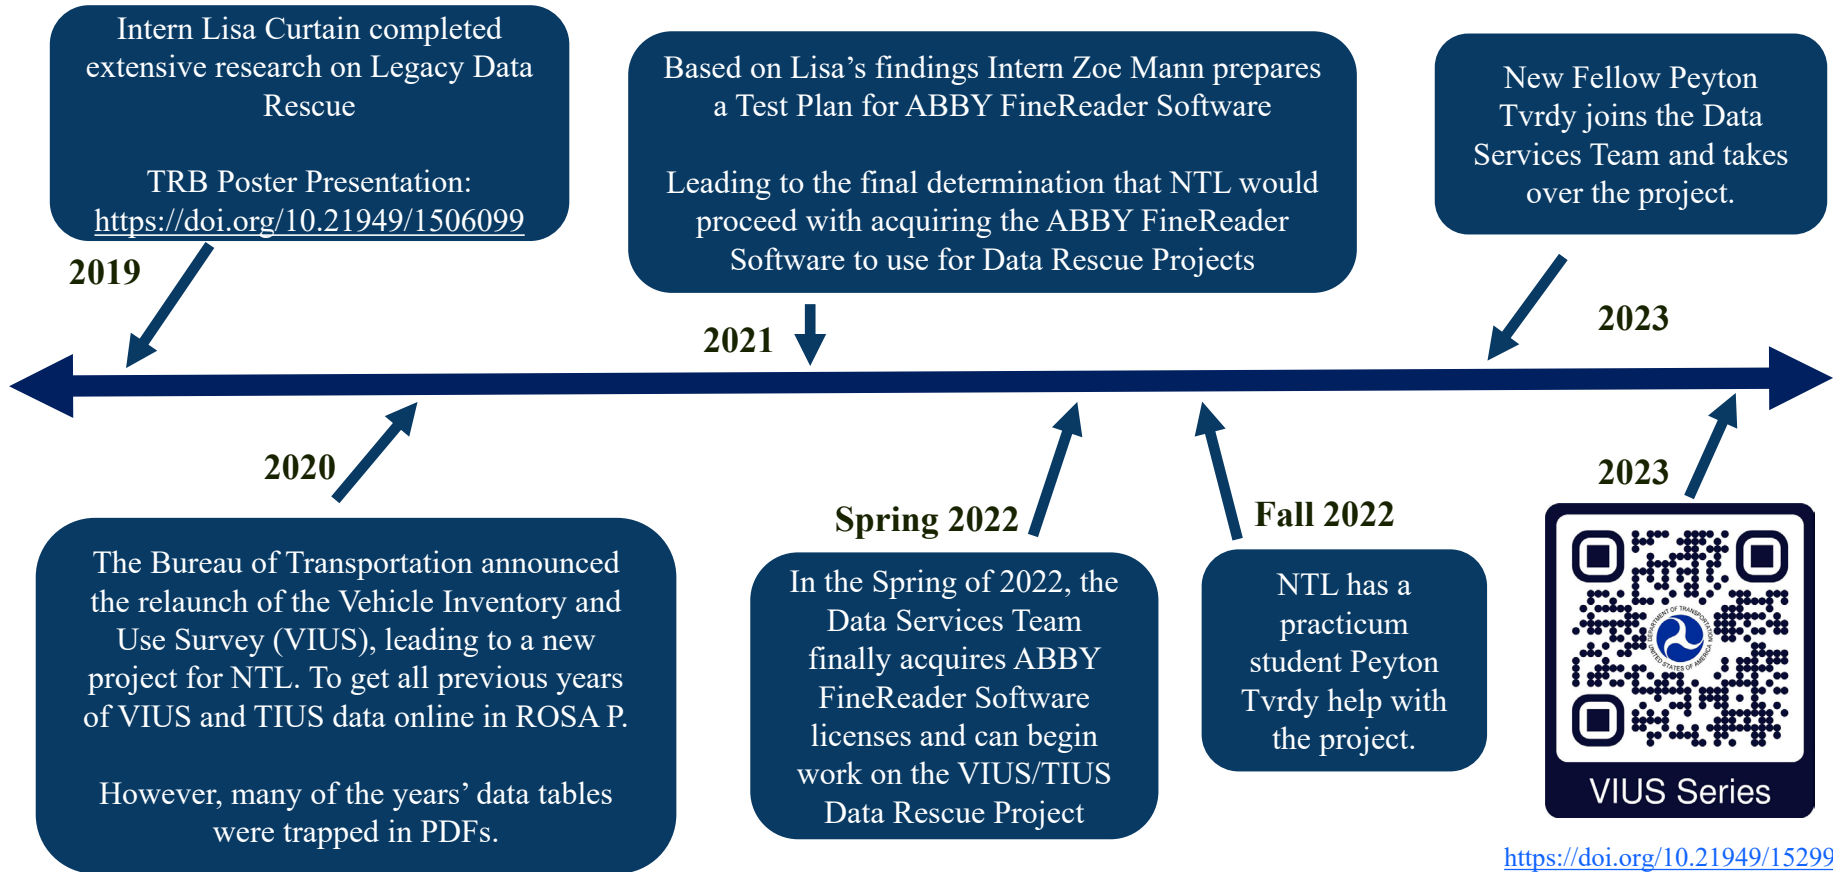 Intern Lisa Curtain completed
extensive research on Legacy Data
Rescue
TRB Poster Presentation:
https://doi.org/10.21949/1506099
2019
Based on Lisa’s findings Intern Zoe Mann prepares
a Test Plan for ABBY FineReader Software
Leading to the final determination that NTL would
proceed with acquiring the ABBY FineReader
Software to use for Data Rescue Projects
2021
New Fellow Peyton
Tvrdy joins the Data
Services Team and takes
over the project.
2023
2020
The Bureau of Transportation announced
the relaunch of the Vehicle Inventory and
Use Survey (VIUS), leading to a new
project for NTL. To get all previous years
of VIUS and TIUS data online in ROSA P.
However, many of the years’ data tables
were trapped in PDFs.
Spring 2022
In the Spring of 2022, the
Data Services Team
finally acquires ABBY
FineReader Software
licenses and can begin
work on the VIUS/TIUS
Data Rescue Project
Fall 2022
NTL has a
practicum
student Peyton
Tvrdy help with
the project.
2023
DEPARTMENT OF TRANSPORTATION
UNITED STATES OF AMERICA
VIUS Series
https://doi.org/10.21949/15299